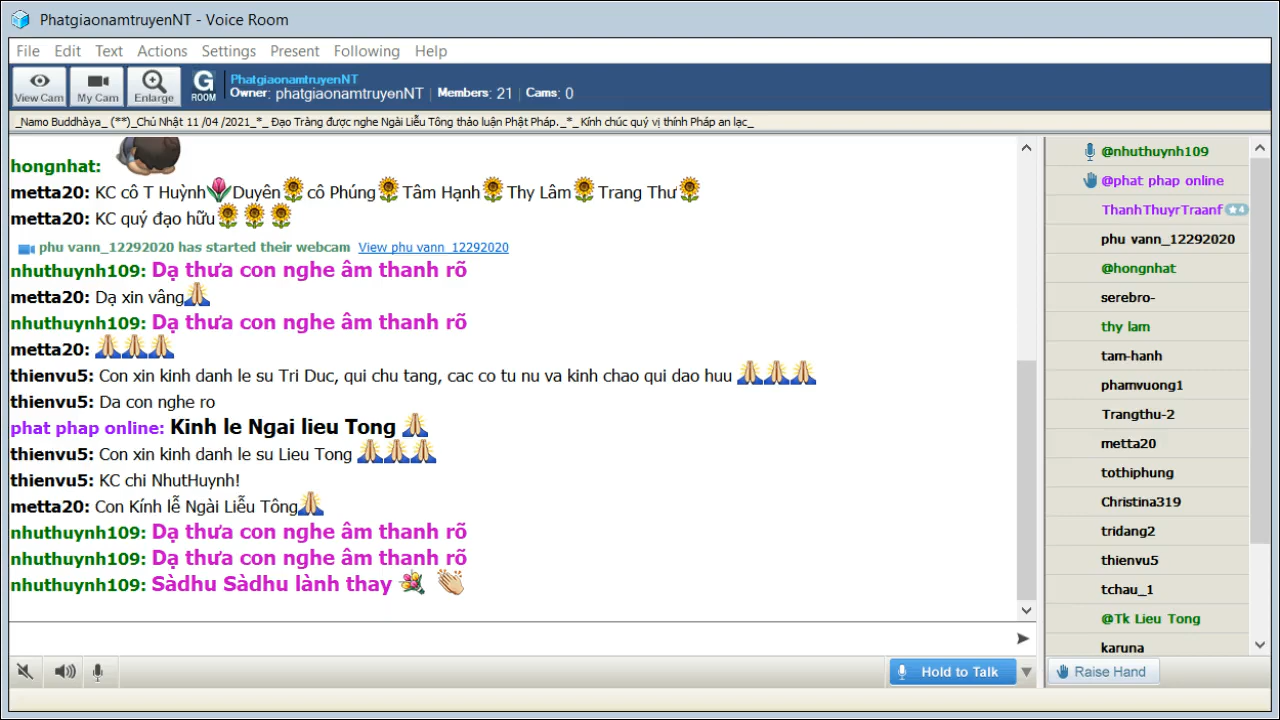 PhatgiaonamtruyenNT - Voice Room
File Edit Text Actions Settings Present Following Help
View Cam My Cam Enlarge G ROOM
PhatgiaonamtruyenNT
Owner: phatgiaonamtruyenNT | Members: 21 | Cams: 0
_Namo Buddhàya_ (**)_Chủ Nhật 11 /04 /2021_*_ Đạo Tràng được nghe Ngài Liễu Tông thảo luận Phật Pháp._*_ Kính chúc quý vị thính Pháp an lạc_
hongnhat:
metta20: KC cô T Huỳnh Duyên cô Phúng Tâm Hạnh Thy Lâm Trang Thư
metta20: KC quý đạo hữu
phu vann_12292020 has started their webcam View phu vann_12292020
nhuthuynh109: Dạ thưa con nghe âm thanh rõ
metta20: Dạ xin vâng
nhuthuynh109: Dạ thưa con nghe âm thanh rõ
metta20:
thienvu5: Con xin kinh danh le su Tri Duc, qui chu tang, cac co tu nu va kinh chao qui dao huu
thienvu5: Da con nghe ro
phat phap online: Kinh le Ngai lieu Tong
thienvu5: Con xin kinh danh le su Lieu Tong
thienvu5: KC chi NhutHuynh!
metta20: Con Kính lễ Ngài Liễu Tông
nhuthuynh109: Dạ thưa con nghe âm thanh rõ
nhuthuynh109: Dạ thưa con nghe âm thanh rõ
nhuthuynh109: Sàdhu Sàdhu lành thay
Hold to Talk
@nhuthuynh109
@phat phap online
ThanhThuyrTraanf 4
phu vann_12292020
@hongnhat
serebro-
thy lam
tam-hanh
phamvuong1
Trangthu-2
metta20
tothiphung
Christina319
tridang2
thienvu5
tchau_1
@Tk Lieu Tong
karuna
Raise Hand